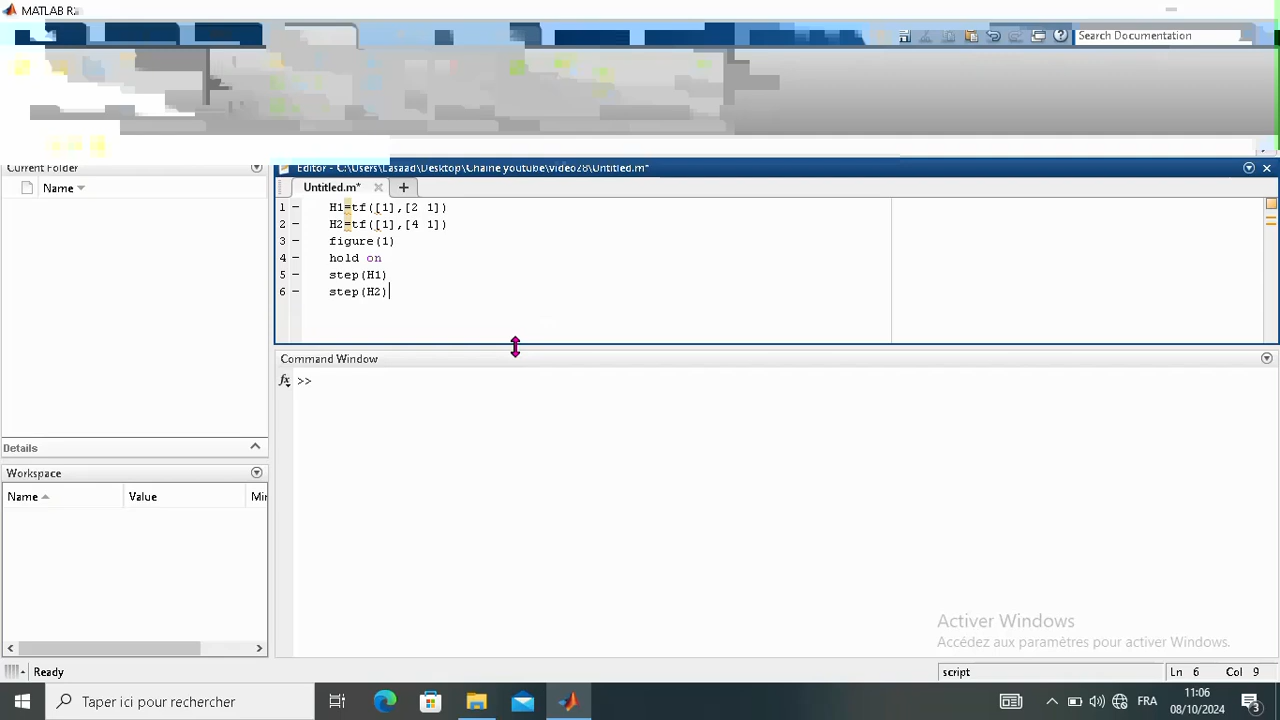 MATLAB R
Search Documentation
Current Folder
Name
Editor - C:\Users\Lasaad\Desktop\Chaine youtube\video28\Untitled.m*
Untitled.m*
+
1 - H1=tf([1],[2 1])
2 - H2=tf([1],[4 1])
3 - figure(1)
4 - hold on
5 - step(H1)
6 - step(H2)
Command Window
fx >>
Details
Workspace
Name Value Min
Activer Windows
Accédez aux paramètres pour activer Windows.
Ready
script
Ln 6 Col 9
Taper ici pour rechercher
FRA
11:06
08/10/2024
3